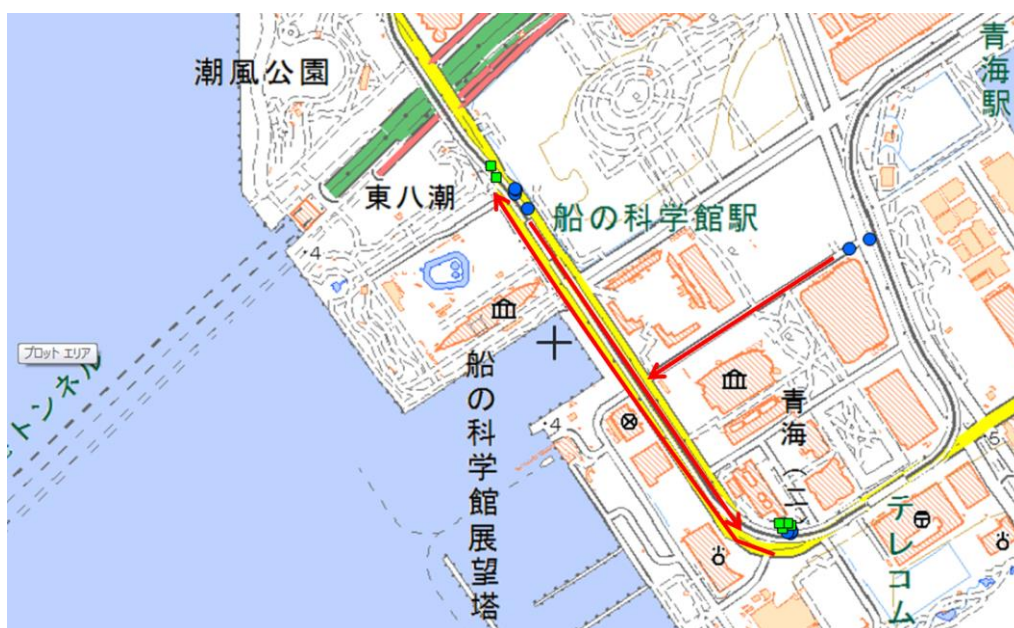 潮風公園
青海駅
東八潮
船の科学館駅
4
プロット エリア
トンネル
船の科学館展望塔
4
青海(二)
5
テレコム